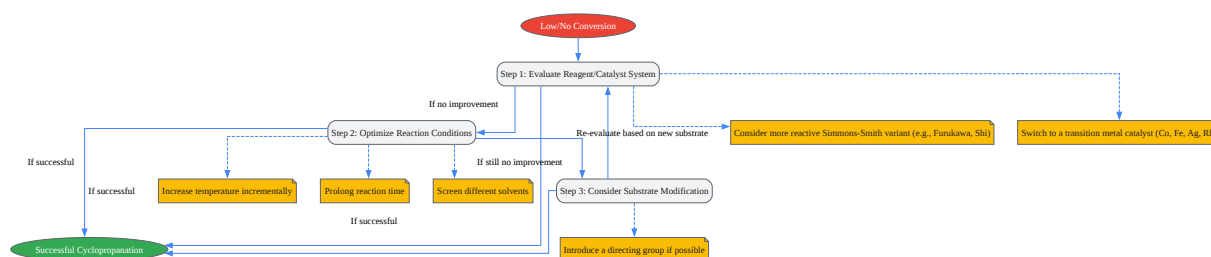 Low/No Conversion
Step 1: Evaluate Reagent/Catalyst System
If no improvement
Step 2: Optimize Reaction Conditions
Re-evaluate based on new substrate
Consider more reactive Simmons-Smith variant (e.g., Furukawa, Shi)
Switch to a transition metal catalyst (Co, Fe, Ag,
If successful
If still no improvement
If successful
Increase temperature incrementally
Prolong reaction time
Screen different solvents
Step 3: Consider Substrate Modification
If successful
Successful Cyclopropanation
Introduce a directing group if possible